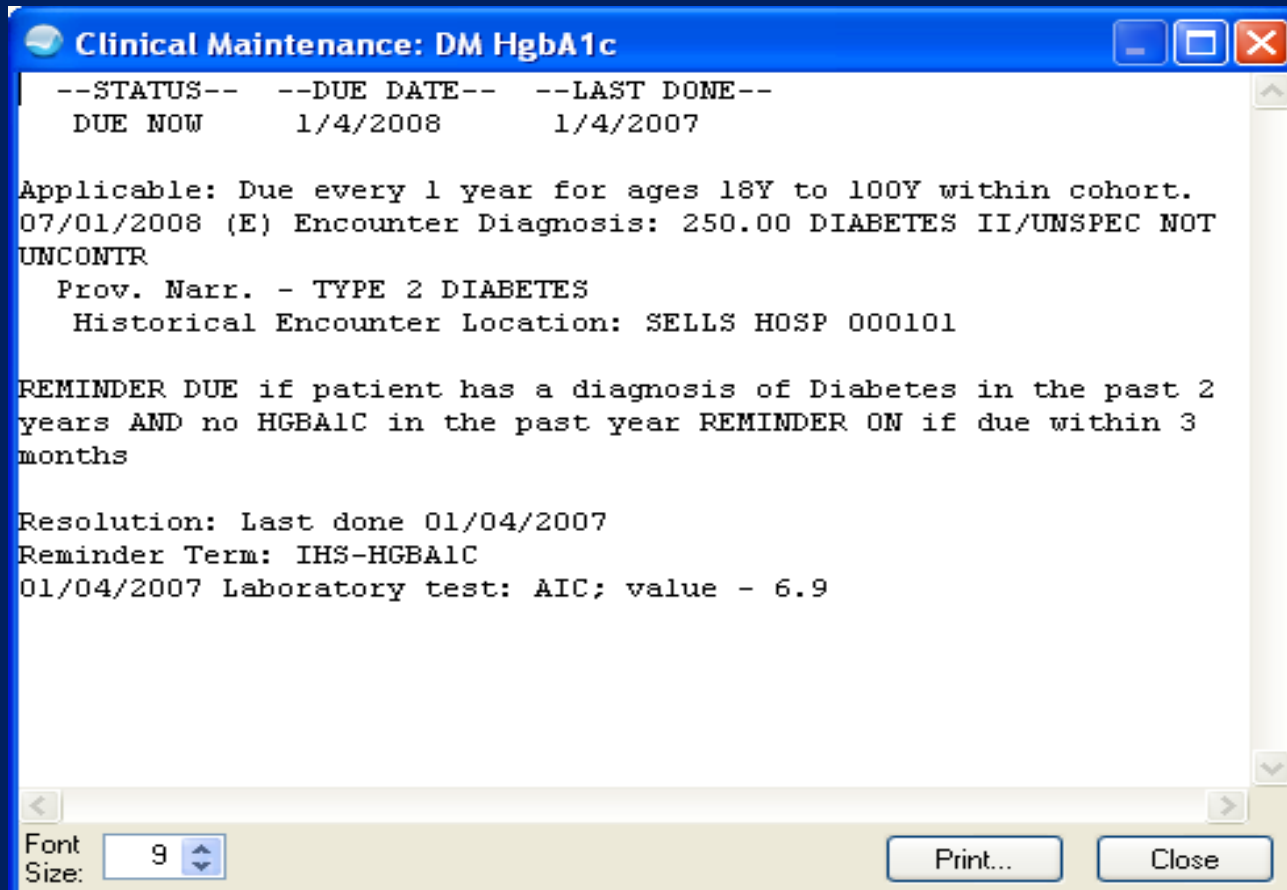 Clinical Maintenance: DM HgbA1c
--STATUS-- --DUE DATE-- --LAST DONE--
DUE NOW 1/4/2008 1/4/2007
Applicable: Due every 1 year for ages 18Y to 100Y within cohort.
07/01/2008 (E) Encounter Diagnosis: 250.00 DIABETES II/UNSPEC NOT
UNCONTR
Prov. Narr. - TYPE 2 DIABETES
Historical Encounter Location: SELLS HOSP 000101
REMINDER DUE if patient has a diagnosis of Diabetes in the past 2
years AND no HGBA1C in the past year REMINDER ON if due within 3
months
Resolution: Last done 01/04/2007
Reminder Term: IHS-HGBA1C
01/04/2007 Laboratory test: AIC; value - 6.9
Font
Size:
9
Print...
Close